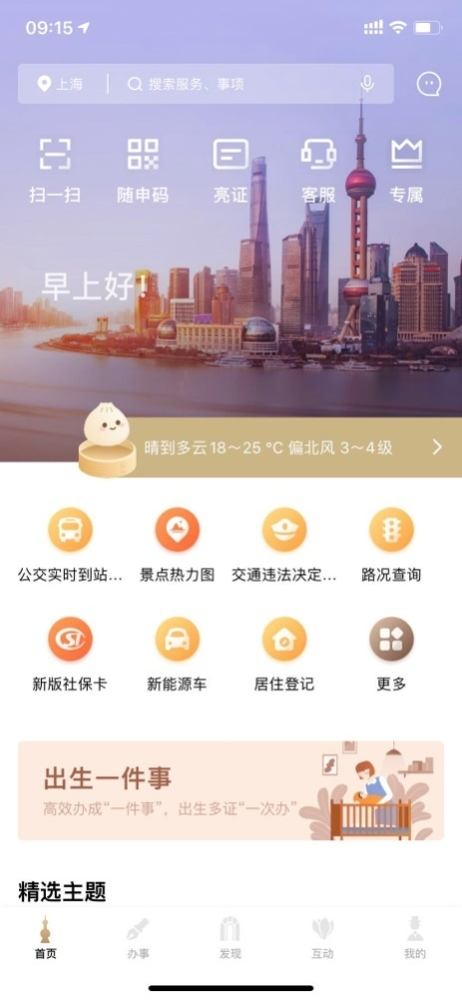 09:15
上海
搜索服务、事项
扫一扫 随申码 亮证 客服 专属
早上好!
晴到多云18～25 °C 偏北风 3～4级
公交实时到站... 景点热力图 交通违法决定... 路况查询
新版社保卡 新能源车 居住登记 更多
出生一件事
高效办成“一件事”，出生多证“一次办”
精选主题
首页 办事 发现 互动 我的